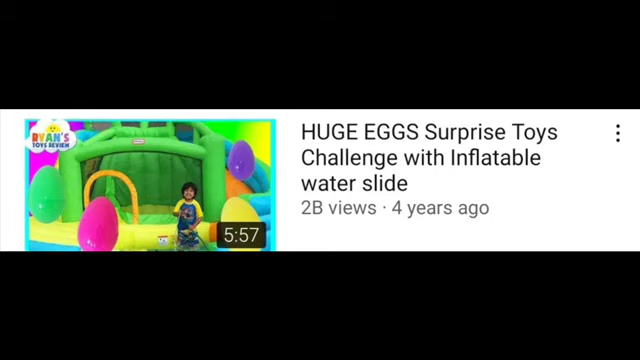 RYAN'S
TOYS REVIEW
5:57
HUGE EGGS Surprise Toys
Challenge with Inflatable
water slide
2B views · 4 years ago